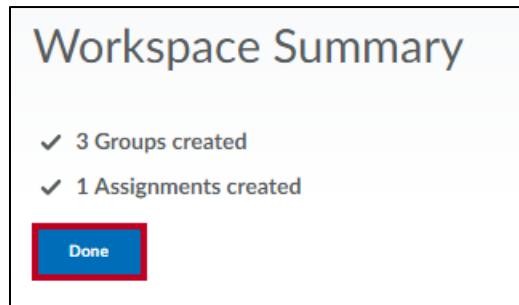 Workspace Summary
3 Groups created
1 Assignments created
Done